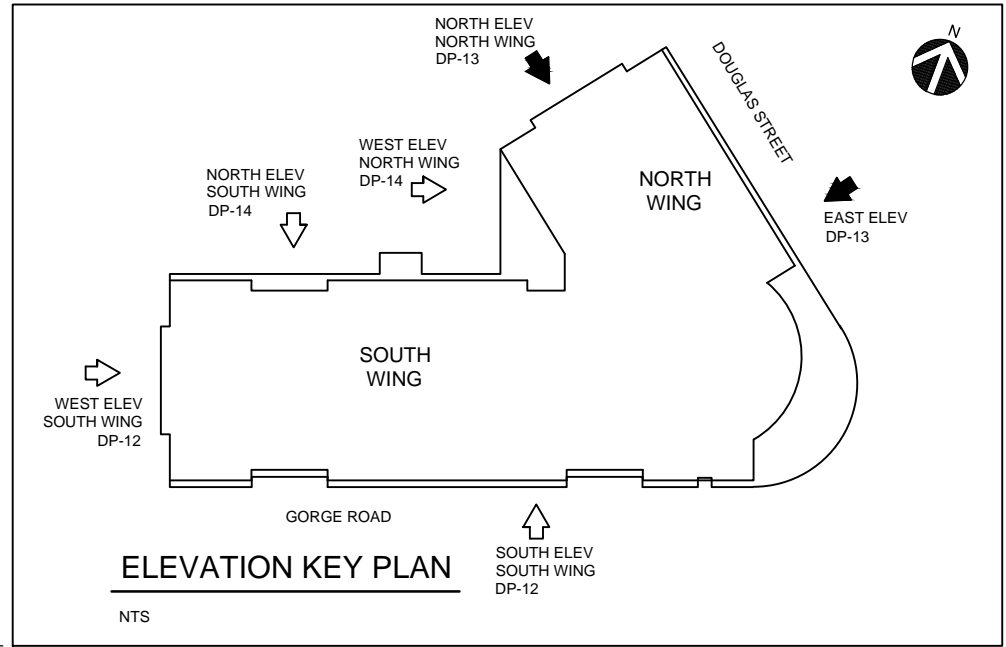 NORTH ELEV
NORTH WING
DP-13
N
DOUGLAS STREET
WEST ELEV
NORTH WING
DP-14
NORTH ELEV
SOUTH WING
DP-14
NORTH
WING
EAST ELEV
DP-13
SOUTH
WING
WEST ELEV
SOUTH WING
DP-12
GORGE ROAD
SOUTH ELEV
SOUTH WING
DP-12
ELEVATION KEY PLAN
NTS